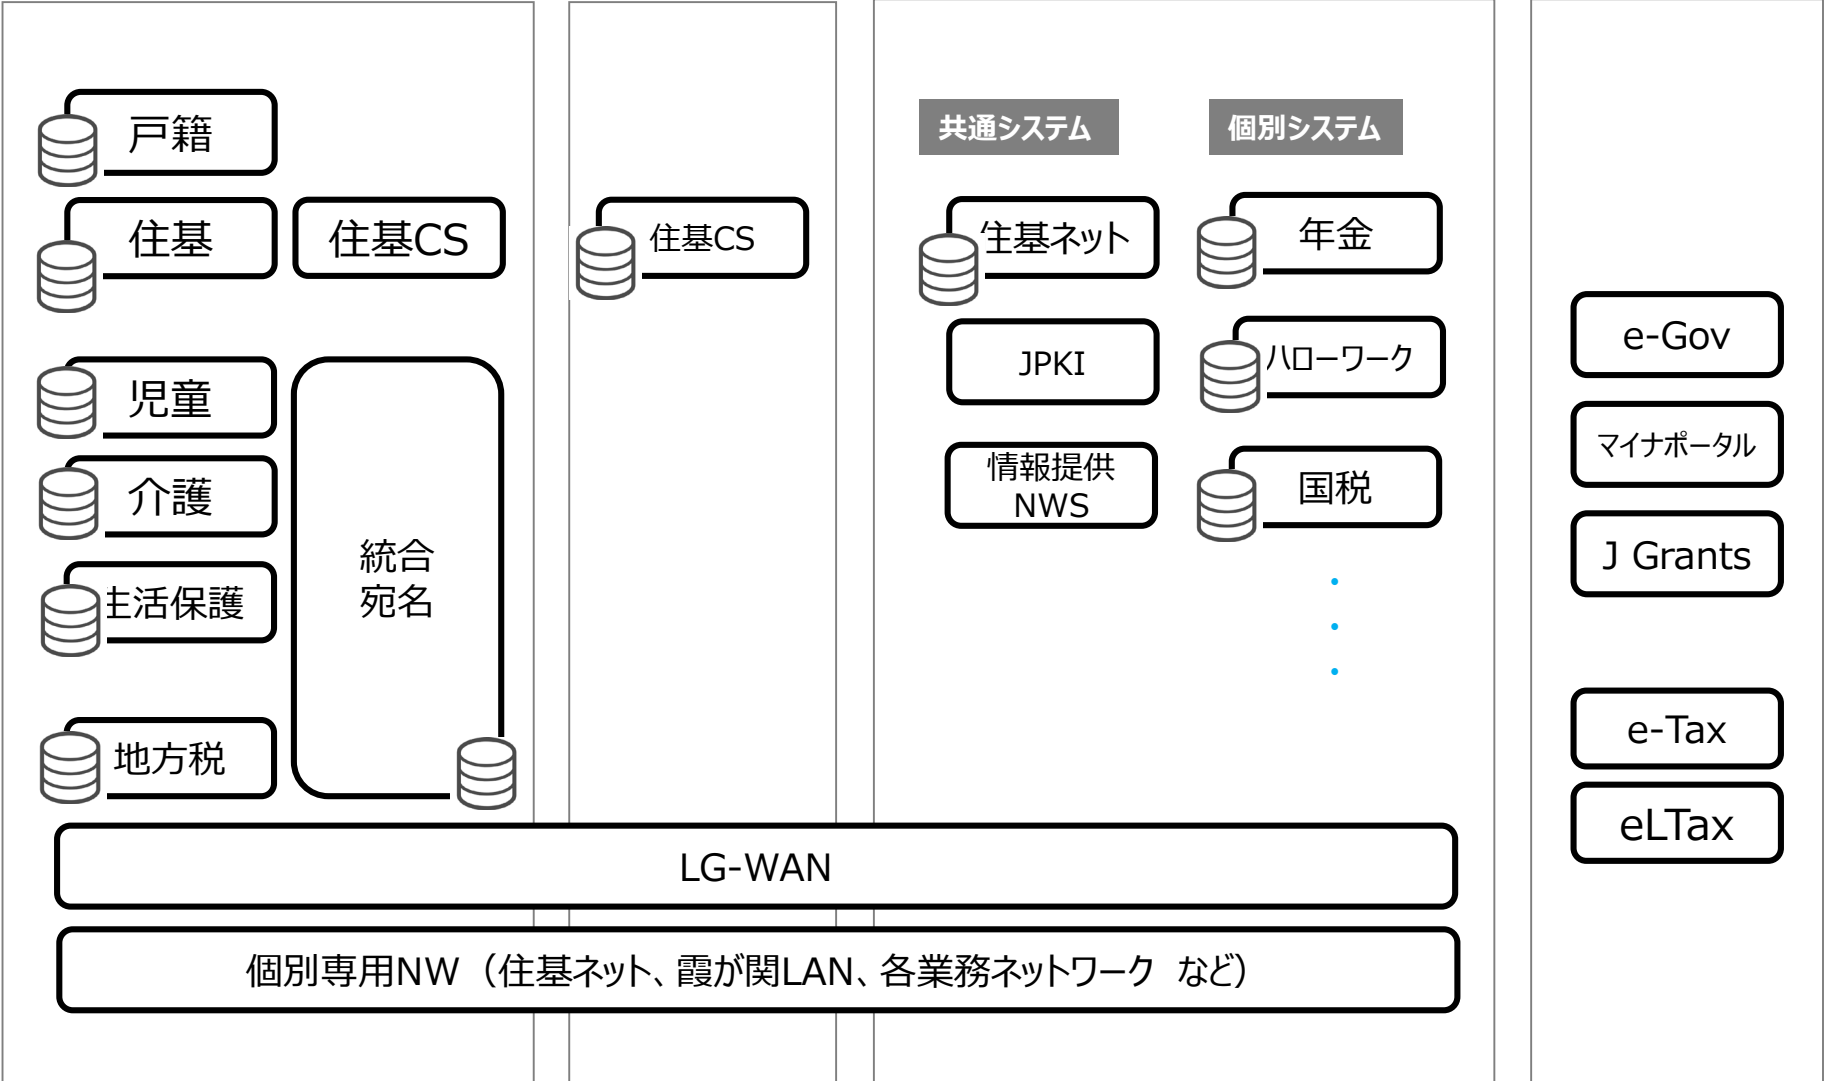 戸籍
住基
住基CS
児童
介護
生活保護
地方税
統合
宛名
住基CS
共通システム
個別システム
住基ネット
JPKI
情報提供
NWS
年金
ハローワーク
国税
・
・
・
e-Gov
マイナポータル
J Grants
e-Tax
eLTax
LG-WAN
個別専用NW（住基ネット、霞が関LAN、各業務ネットワーク　など）